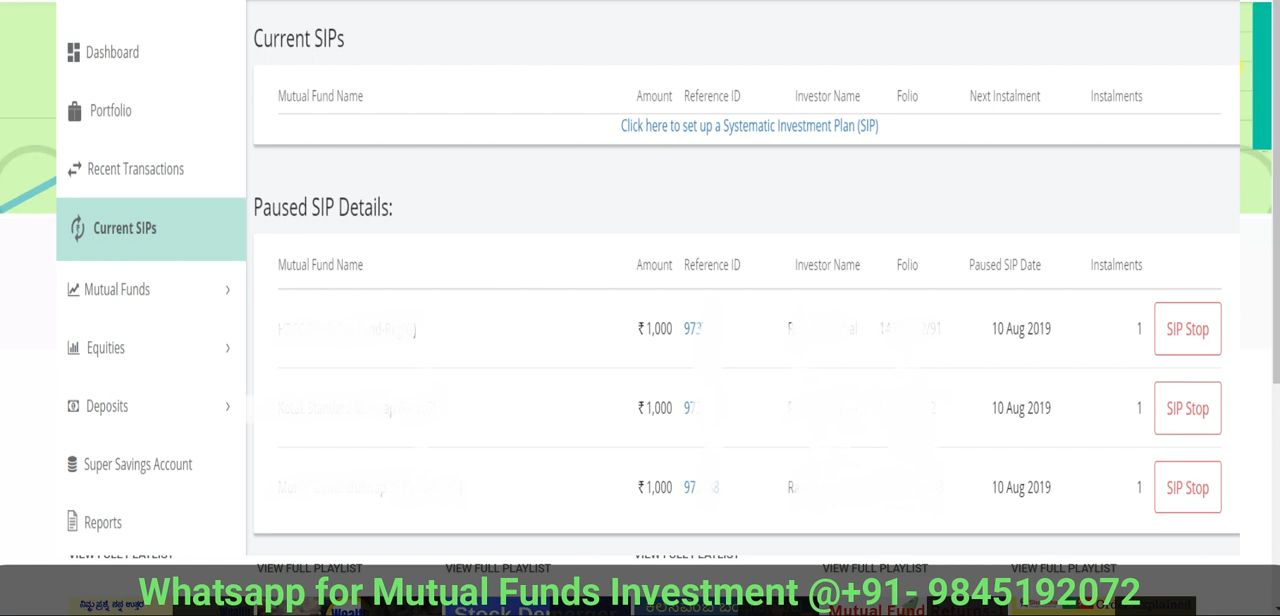 Dashboard
Portfolio
Recent Transactions
Current SIPs
Mutual Funds
Equities
Deposits
Super Savings Account
Reports
Current SIPs
Mutual Fund Name Amount Reference ID Investor Name Folio Next Instalment Instalments
Click here to set up a Systematic Investment Plan (SIP)
Paused SIP Details:
Mutual Fund Name Amount Reference ID Investor Name Folio Paused SIP Date Instalments
₹ 1,000 10 Aug 2019 1 SIP Stop
₹ 1,000 10 Aug 2019 1 SIP Stop
₹ 1,000 10 Aug 2019 1 SIP Stop
VIEW FULL PLAYLIST VIEW FULL PLAYLIST
VIEW FULL PLAYLIST VIEW FULL PLAYLIST VIEW FULL PLAYLIST VIEW FULL PLAYLIST
Whatsapp for Mutual Funds Investment @+91- 9845192072